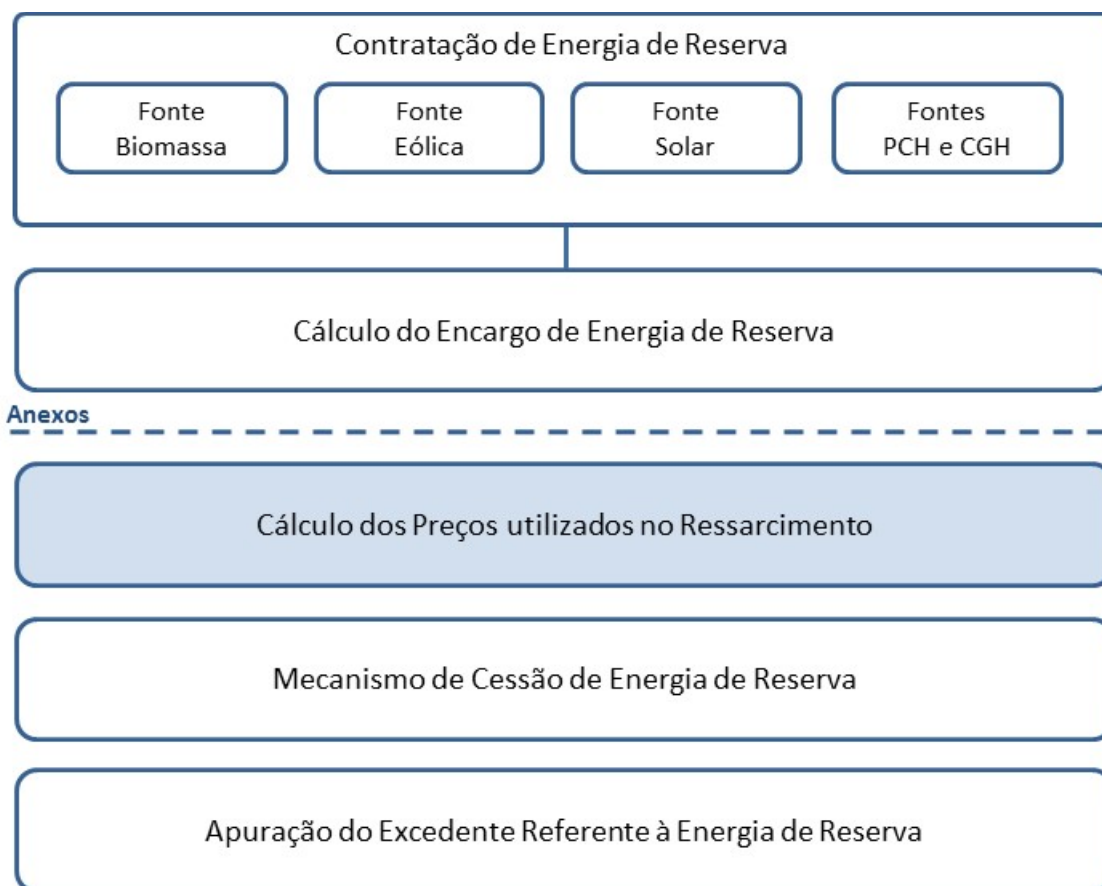 Contratação de Energia de Reserva
Fonte
Biomassa
Fonte
Eólica
Fonte
Solar
Fontes
PCH e CGH
Cálculo do Encargo de Energia de Reserva
Anexos
Cálculo dos Preços utilizados no Ressarcimento
Mecanismo de Cessão de Energia de Reserva
Apuração do Excedente Referente à Energia de Reserva